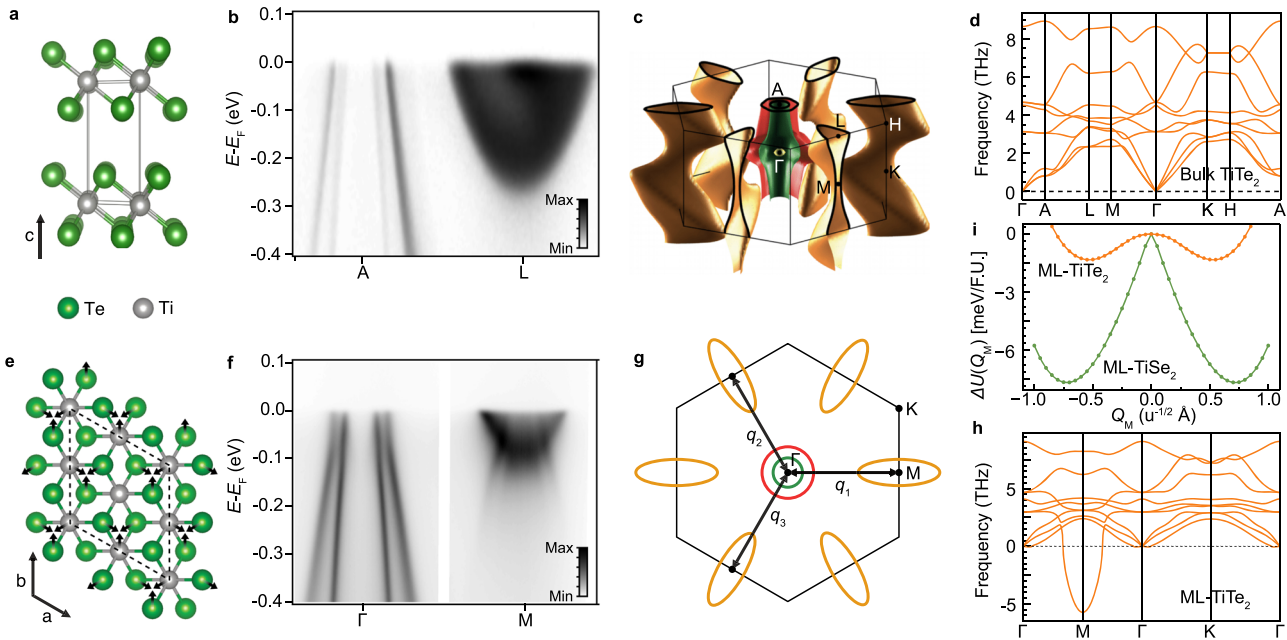 a
c
Te
Ti
b
E-E_F (eV)
0.1
0.0
-0.1
-0.2
-0.3
-0.4
Max
Min
A
L
c
A
L
H
Γ
M
K
d
Frequency (THz)
8
6
4
2
0
Bulk TiTe₂
Γ
A
L
M
Γ
K
H
A
e
b
a
f
E-E_F (eV)
0.1
0.0
-0.1
-0.2
-0.3
-0.4
Max
Min
Γ
M
g
K
Γ
M
q₂
q₁
q₃
i
ΔU(Q_M) [meV/F.U.]
0
−3
−6
ML-TiTe₂
ML-TiSe₂
−1.0
−0.5
0.0
0.5
1.0
Q_M (u^-1/2 Å)
h
Frequency (THz)
5
0
-5
ML-TiTe₂
Γ
M
Γ
K
Γ